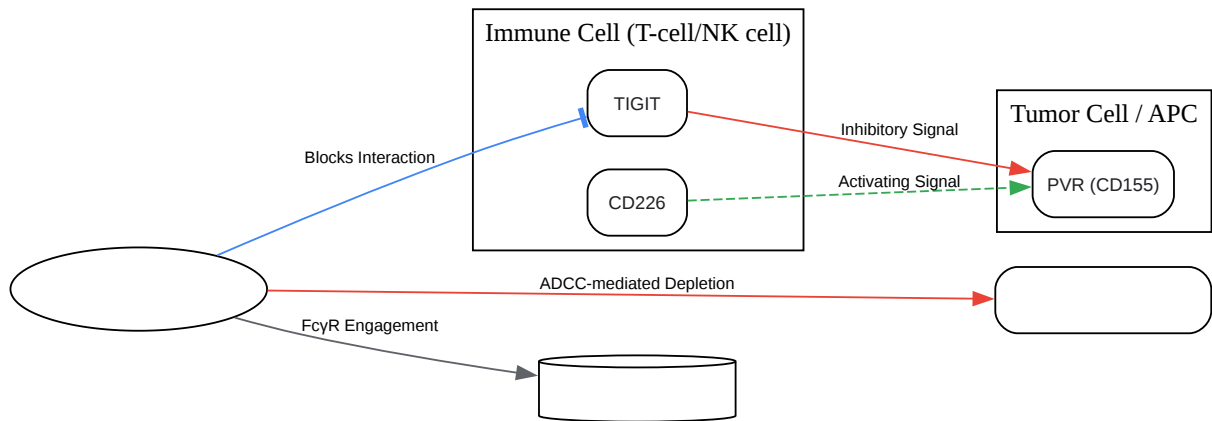 Immune Cell (T-cell/NK cell)
TIGIT
CD226
Tumor Cell / APC
PVR (CD155)
Inhibitory Signal
Activating Signal
Blocks Interaction
ADCC-mediated Depletion
FcγR Engagement